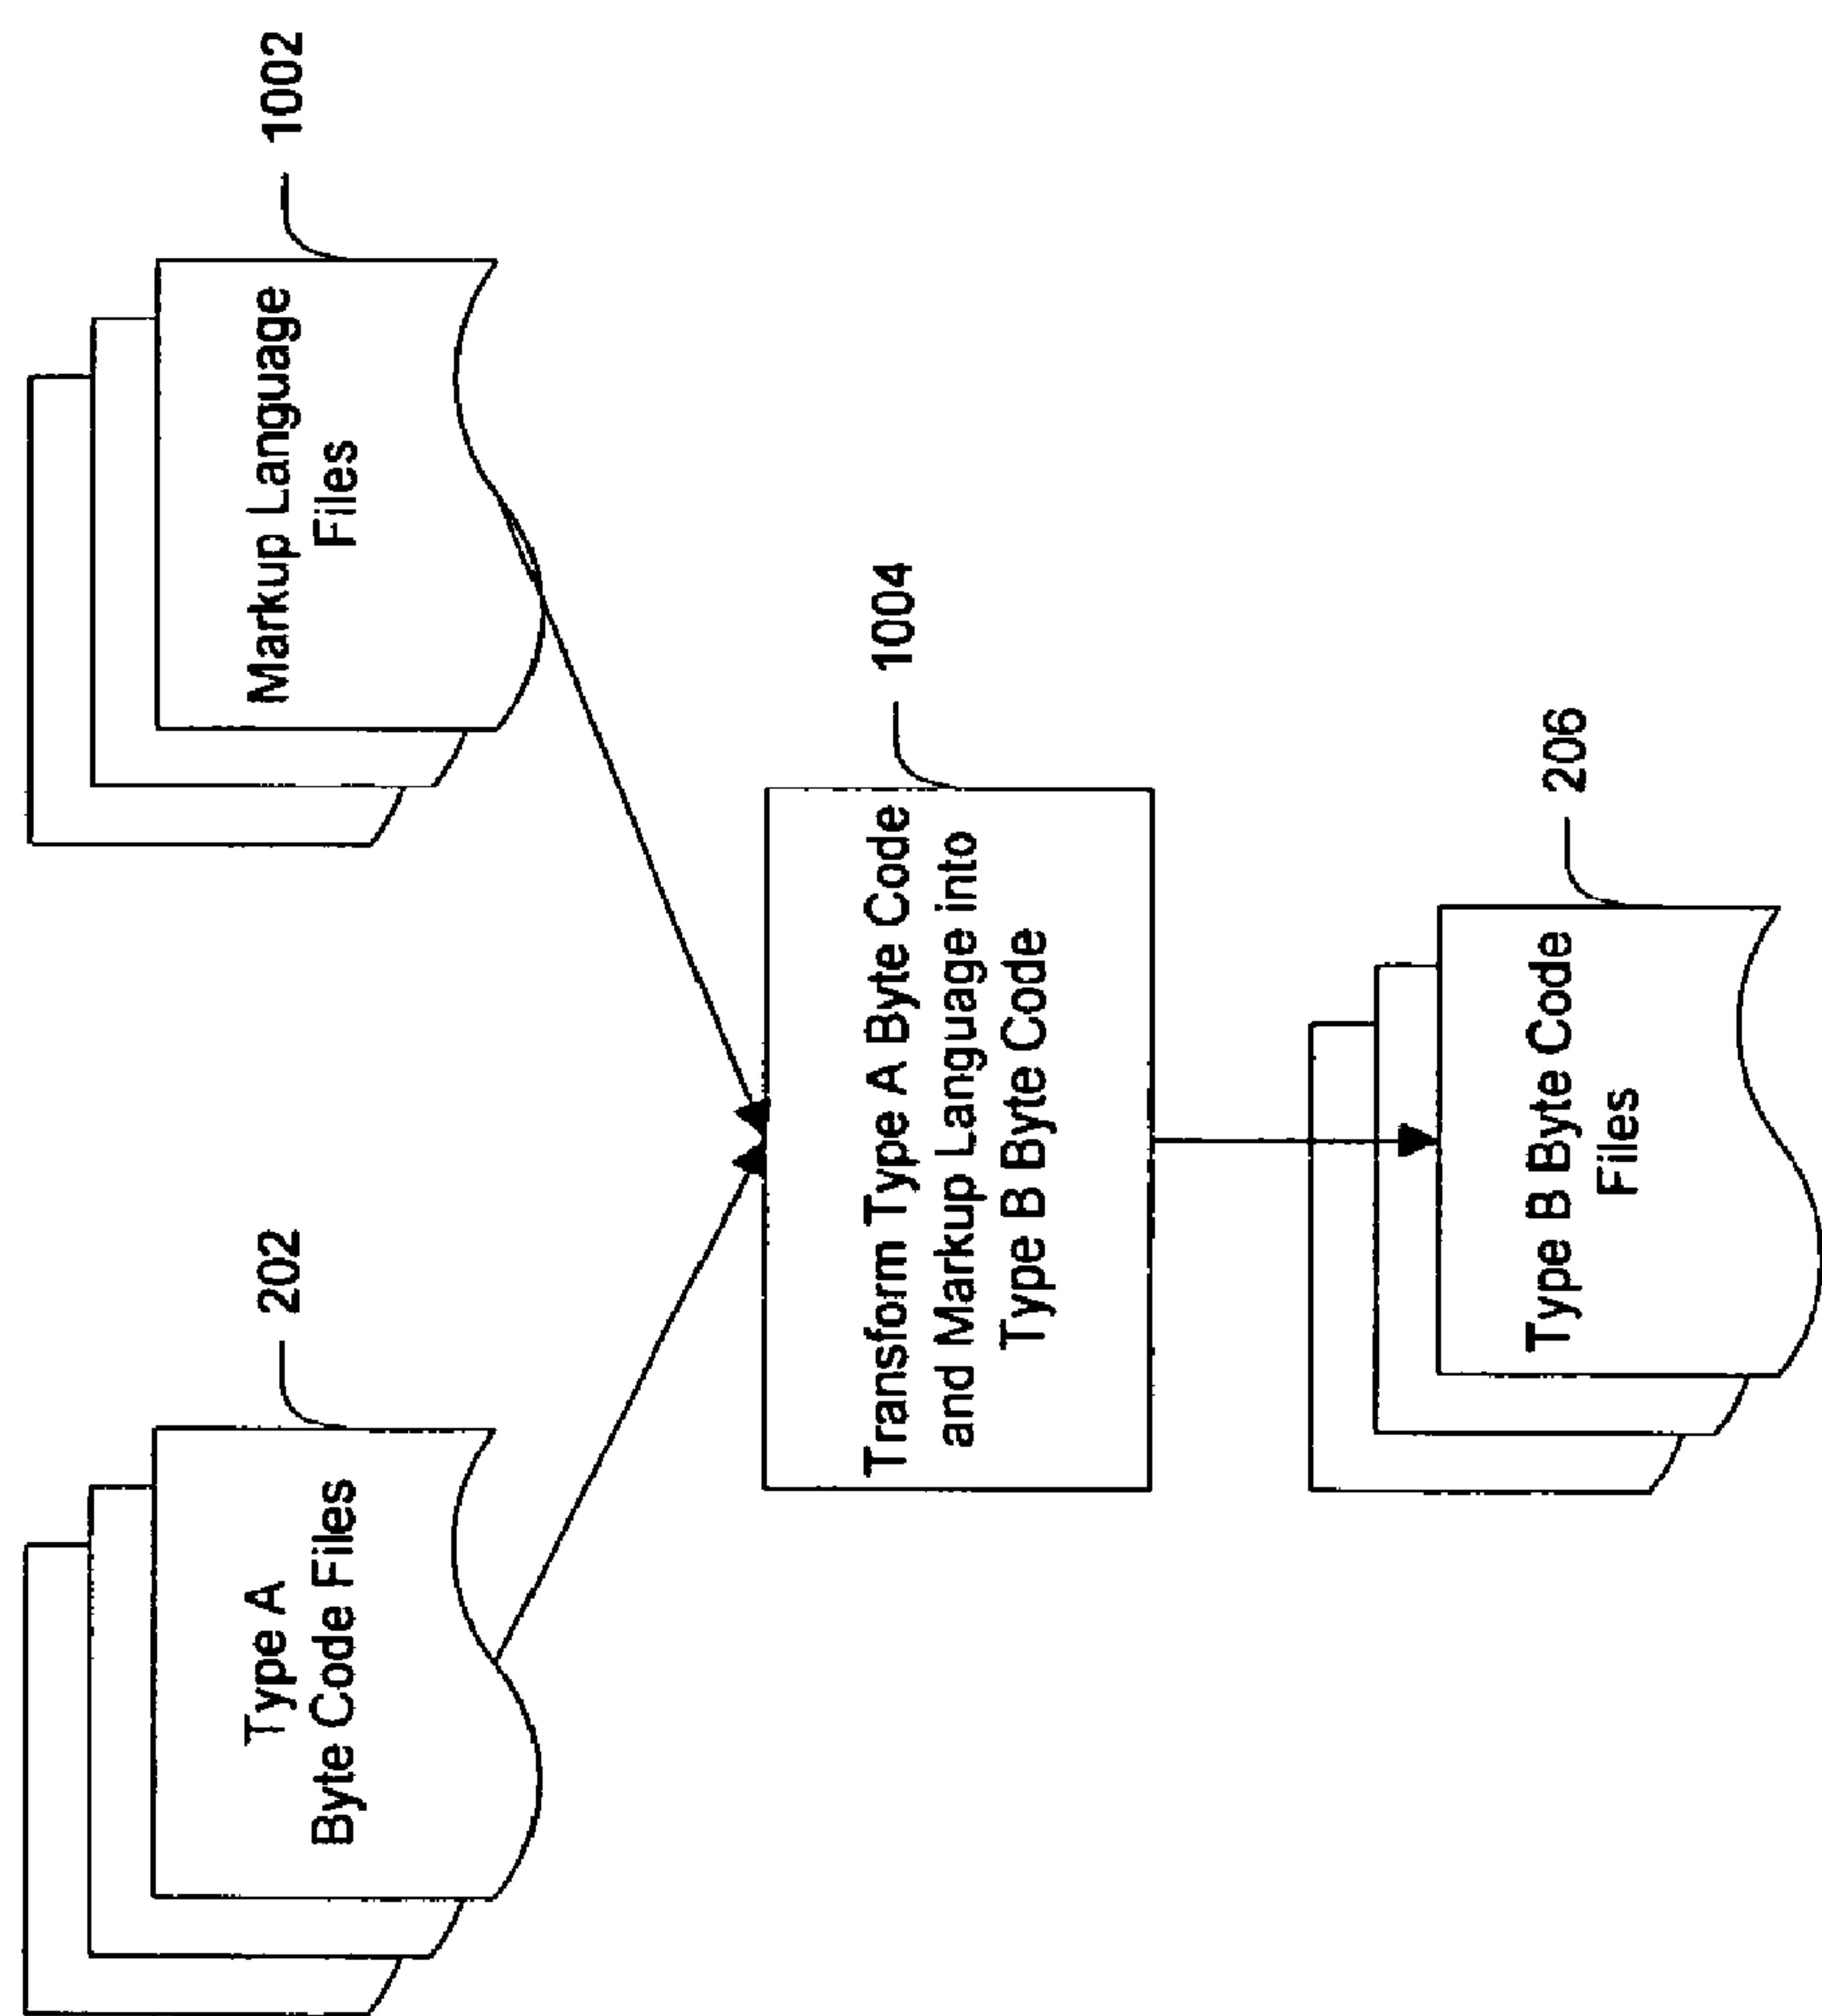 Type A
Byte Code Files
202
Markup Language
Files
1002
Transform Type A Byte Code
and Markup Language into
Type B Byte Code
1004
Type B Byte Code
Files
206